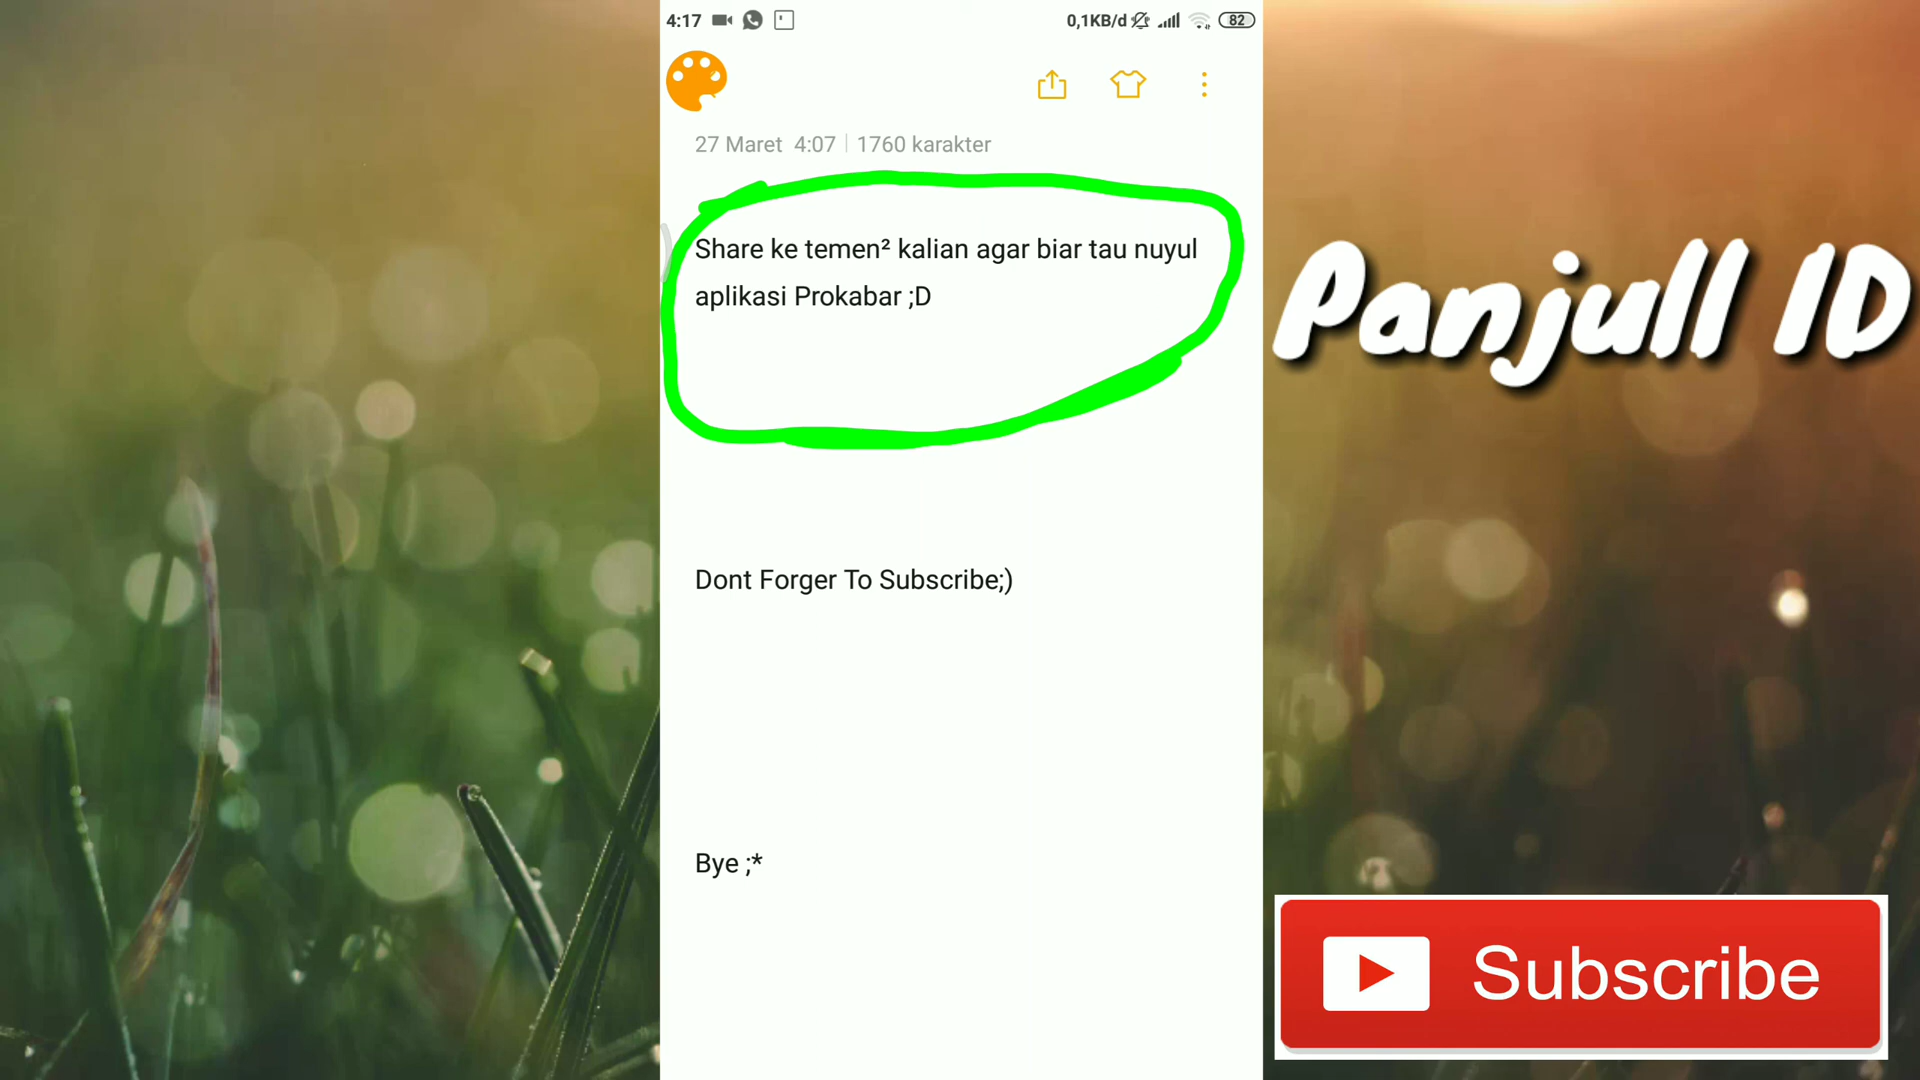 4:17
0,1KB/d
82
27 Maret 4:07 | 1760 karakter
Share ke temen² kalian agar biar tau nuyul
aplikasi Prokabar ;D
Dont Forger To Subscribe;)
Bye ;*
Panjull ID
Subscribe